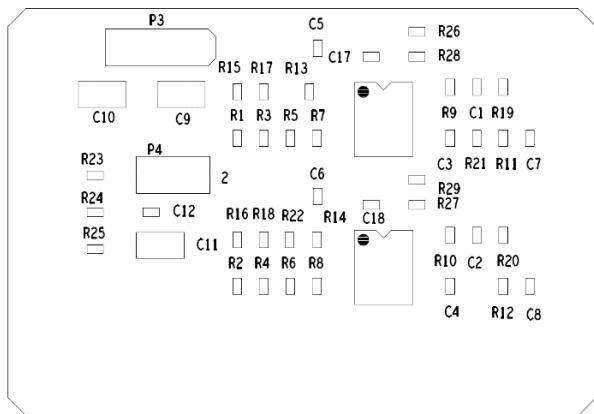 P3
C5
R26
C17
R28
R15 R17 R13
C10 C9
R1 R3 R5 R7
R9 C1 R19
P4
R23
2
C6
C3 R21 R11 C7
R29
R24
C12
R27
R16 R18 R22 R14 C18
R25
C11
R2 R4 R6 R8
R10 C2 R20
C4 R12 C8